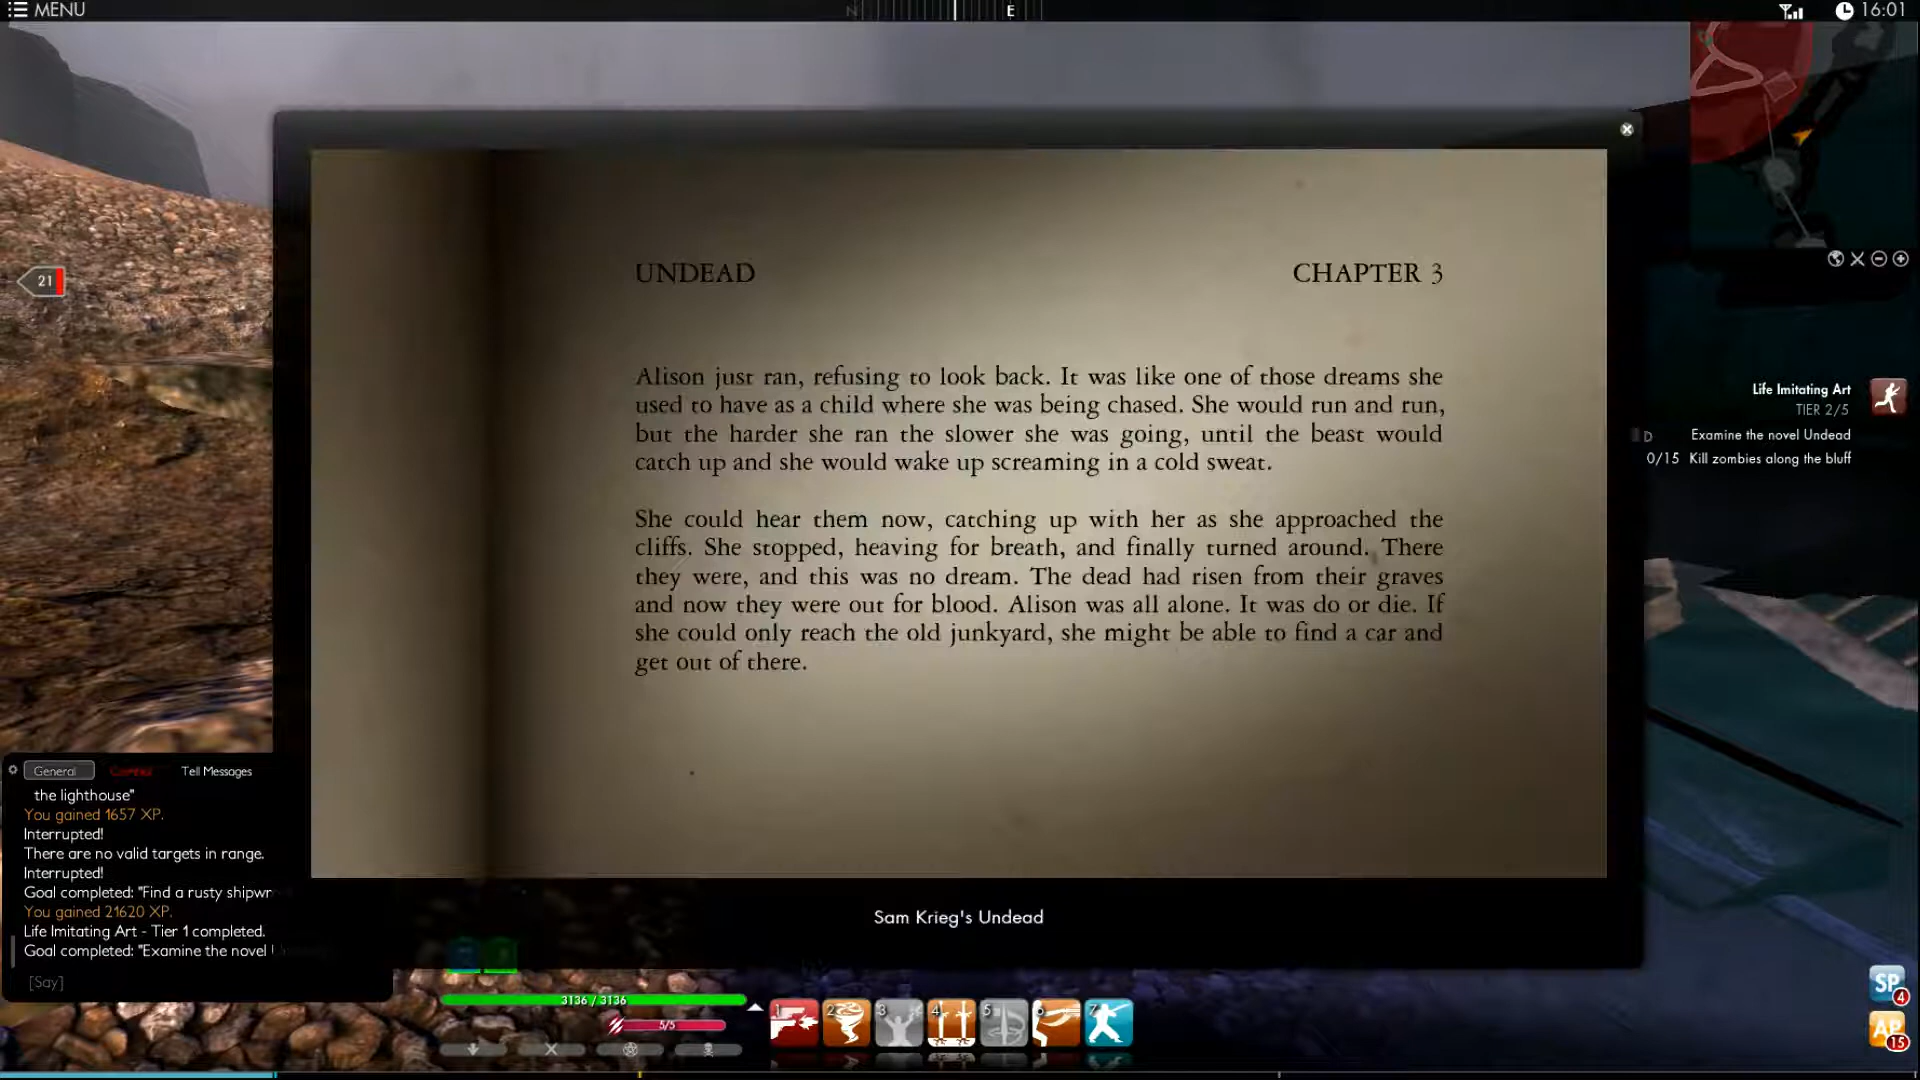 MENU
N
E
16:01
21
UNDEAD
CHAPTER 3
Alison just ran, refusing to look back. It was like one of those dreams she
used to have as a child where she was being chased. She would run and run,
but the harder she ran the slower she was going, until the beast would
catch up and she would wake up screaming in a cold sweat.
She could hear them now, catching up with her as she approached the
cliffs. She stopped, heaving for breath, and finally turned around. There
they were, and this was no dream. The dead had risen from their graves
and now they were out for blood. Alison was all alone. It was do or die. If
she could only reach the old junkyard, she might be able to find a car and
get out of there.
Sam Krieg's Undead
Life Imitating Art
TIER 2/5
Examine the novel Undead
0/15 Kill zombies along the bluff
General
Combat
Tell Messages
the lighthouse"
You gained 1657 XP.
Interrupted!
There are no valid targets in range.
Interrupted!
Goal completed: "Find a rusty
You gained 21620 XP.
Life Imitating Art - Tier 1 completed.
Goal completed: "Examine the novel
[Say]
3136 / 3136
5/5
1
2
3
4
5
6
7
SP
4
AP
15